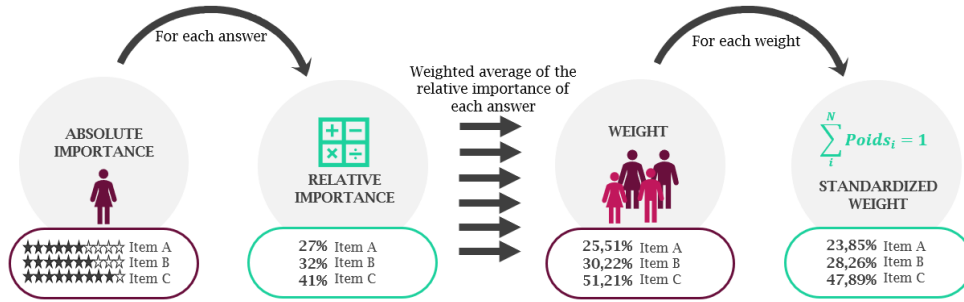 For each answer
For each weight
Weighted average of the
relative importance of
each answer
ABSOLUTE
IMPORTANCE
RELATIVE
IMPORTANCE
WEIGHT
N
∑ Poids_i = 1
i
STANDARDIZED
WEIGHT
★★★★★★☆☆☆☆ Item A
★★★★★★★☆☆☆ Item B
★★★★★★★★★☆ Item C
27% Item A
32% Item B
41% Item C
25,51% Item A
30,22% Item B
51,21% Item C
23,85% Item A
28,26% Item B
47,89% Item C